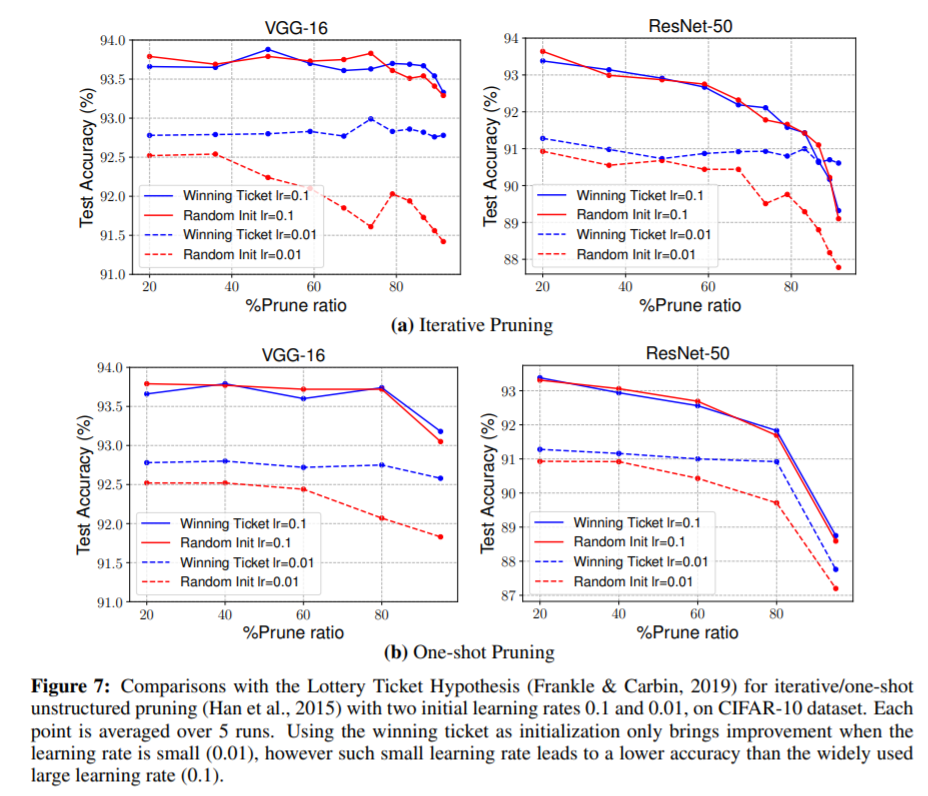 VGG-16
94.0
93.5
93.0
92.5
92.0
91.5
91.0
Test Accuracy (%)
Winning Ticket lr=0.1
Random Init lr=0.1
Winning Ticket lr=0.01
Random Init lr=0.01
20 40 60 80
%Prune ratio
ResNet-50
94
93
92
91
90
89
88
Test Accuracy (%)
Winning Ticket lr=0.1
Random Init lr=0.1
Winning Ticket lr=0.01
Random Init lr=0.01
20 40 60 80
%Prune ratio
(a) Iterative Pruning
VGG-16
94.0
93.5
93.0
92.5
92.0
91.5
91.0
Test Accuracy (%)
Winning Ticket lr=0.1
Random Init lr=0.1
Winning Ticket lr=0.01
Random Init lr=0.01
20 40 60 80
%Prune ratio
ResNet-50
93
92
91
90
89
88
87
Test Accuracy (%)
Winning Ticket lr=0.1
Random Init lr=0.1
Winning Ticket lr=0.01
Random Init lr=0.01
20 40 60 80
%Prune ratio
(b) One-shot Pruning
Figure 7: Comparisons with the Lottery Ticket Hypothesis (Frankle & Carbin, 2019) for iterative/one-shot
unstructured pruning (Han et al., 2015) with two initial learning rates 0.1 and 0.01, on CIFAR-10 dataset. Each
point is averaged over 5 runs. Using the winning ticket as initialization only brings improvement when the
learning rate is small (0.01), however such small learning rate leads to a lower accuracy than the widely used
large learning rate (0.1).